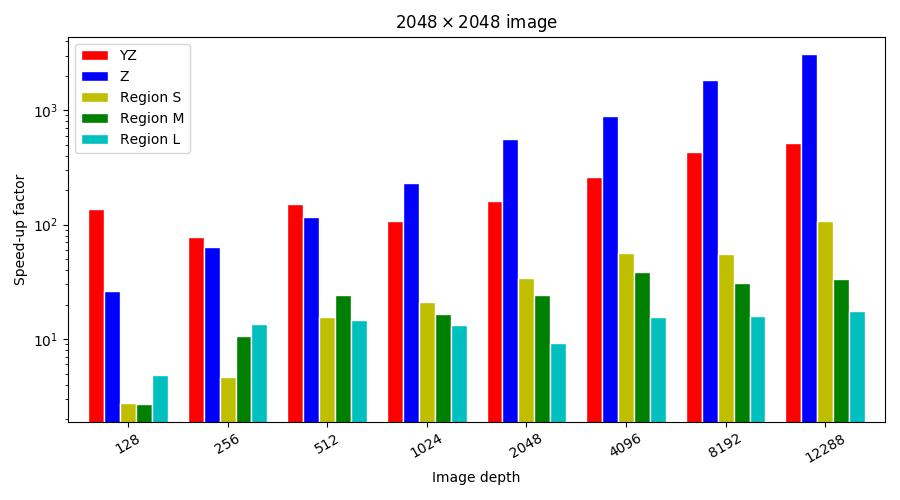 2048 × 2048 image
YZ
Z
Region S
Region M
Region L
Speed-up factor
10³
10²
10¹
128 256 512 1024 2048 4096 8192 12288
Image depth